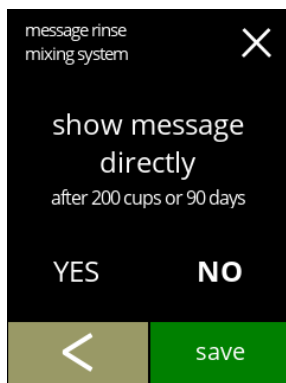 message rinse
mixing system
show message
directly
after 200 cups or 90 days
YES NO
save